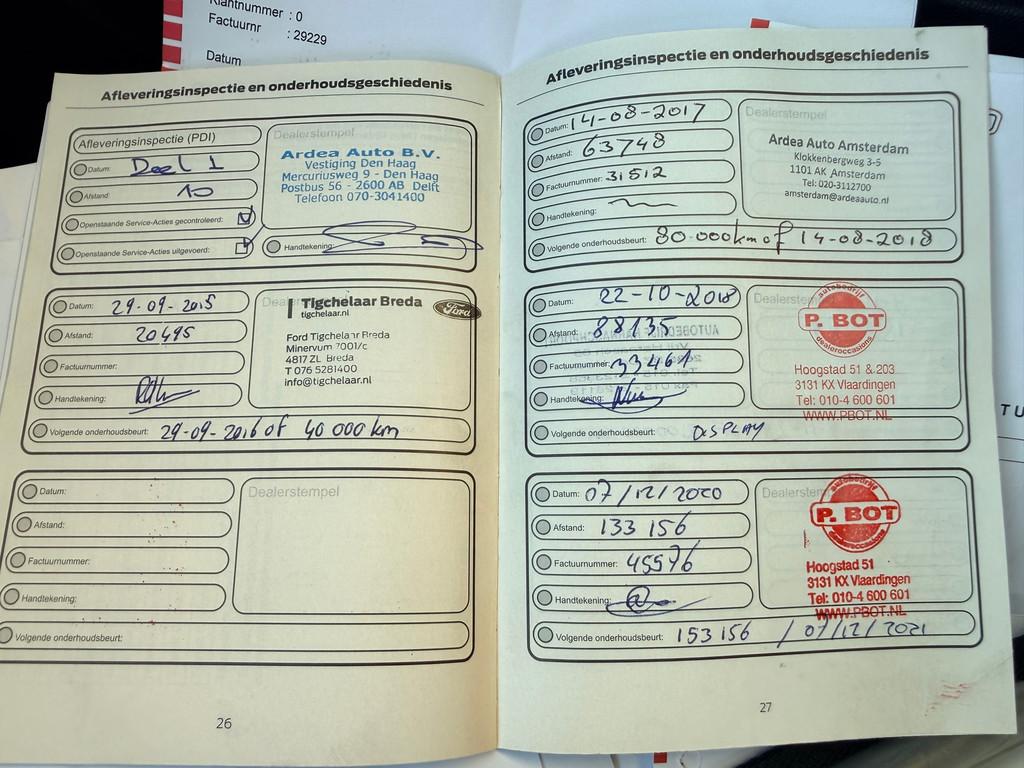 Klantnummer : 0
Factuurnr : 29229
Datum
Afleveringsinspectie en onderhoudsgeschiedenis
Afleveringsinspectie (PDI)
Datum: Deel 1
Afstand: 10
Openstaande Service-Acties gecontroleerd:
Openstaande Service-Acties uitgevoerd:
Handtekening:
Dealerstempel
Ardea Auto B.V.
Vestiging Den Haag
Mercuriusweg 9 - Den Haag
Postbus 56 - 2600 AB Delft
Telefoon 070-3041400
Datum: 29-09-2015
Afstand: 20495
Factuurnummer:
Handtekening:
Volgende onderhoudsbeurt: 29-09-2016 of 40 000 km
Tigchelaar Breda
tigchelaar.nl
Ford
Ford Tigchelaar Breda
Minervum 7001/c
4817 ZL Breda
T 076 5281400
info@tigchelaar.nl
Datum:
Afstand:
Factuurnummer:
Handtekening:
Volgende onderhoudsbeurt:
Dealerstempel
26
Afleveringsinspectie en onderhoudsgeschiedenis
Datum: 14-08-2017
Afstand: 63748
Factuurnummer: 31512
Handtekening:
Volgende onderhoudsbeurt: 80.000km of 14-08-2018
Dealerstempel
Ardea Auto Amsterdam
Klokkenbergweg 3-5
1101 AK Amsterdam
Tel: 020-3112700
amsterdam@ardeaauto.nl
Datum: 22-10-2018
Afstand: 88135
Factuurnummer: 33461
Handtekening:
Volgende onderhoudsbeurt: DISPLAY
autobedrijf
P. BOT
dealeroccasions
Hoogstad 51 & 203
3131 KX Vlaardingen
Tel: 010-4 600 601
WWW.PBOT.NL
Datum: 07/12/2020
Afstand: 133 156
Factuurnummer: 45576
Handtekening:
Volgende onderhoudsbeurt: 153 156 / 07/12/2021
autobedrijf
P. BOT
dealeroccasions
Hoogstad 51
3131 KX Vlaardingen
Tel: 010-4 600 601
WWW.PBOT.NL
27